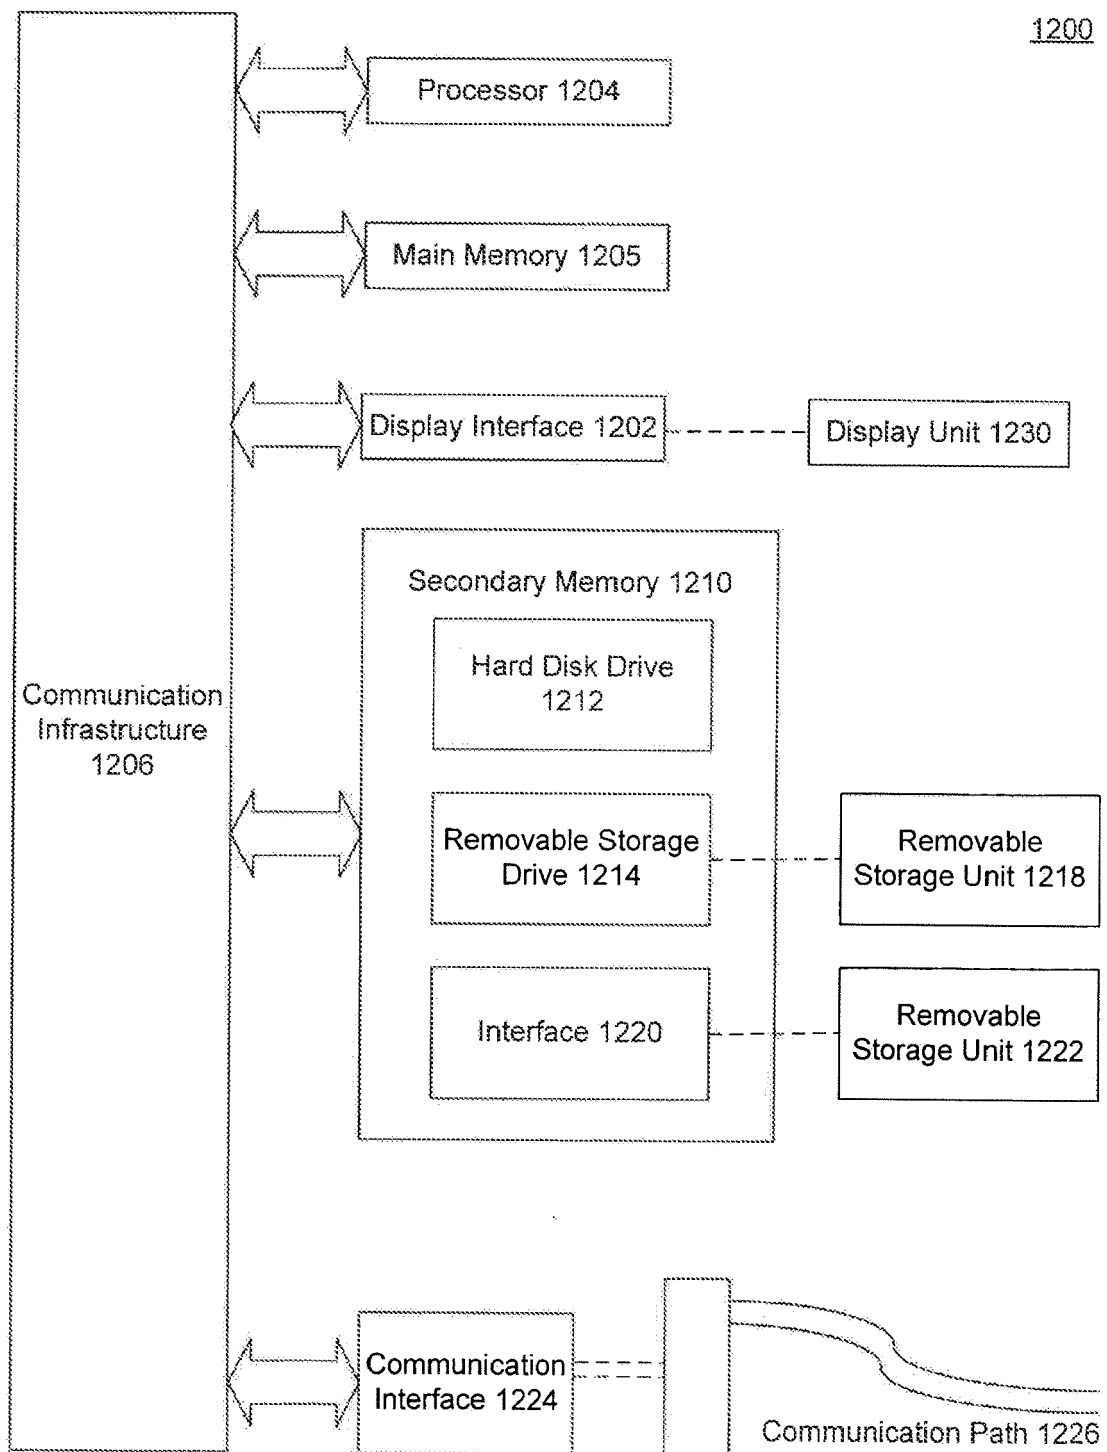 1200
Processor 1204
Main Memory 1205
Display Interface 1202
Display Unit 1230
Secondary Memory 1210
Hard Disk Drive
1212
Communication
Infrastructure
1206
Removable Storage
Drive 1214
Removable
Storage Unit 1218
Interface 1220
Removable
Storage Unit 1222
Communication
Interface 1224
Communication Path 1226